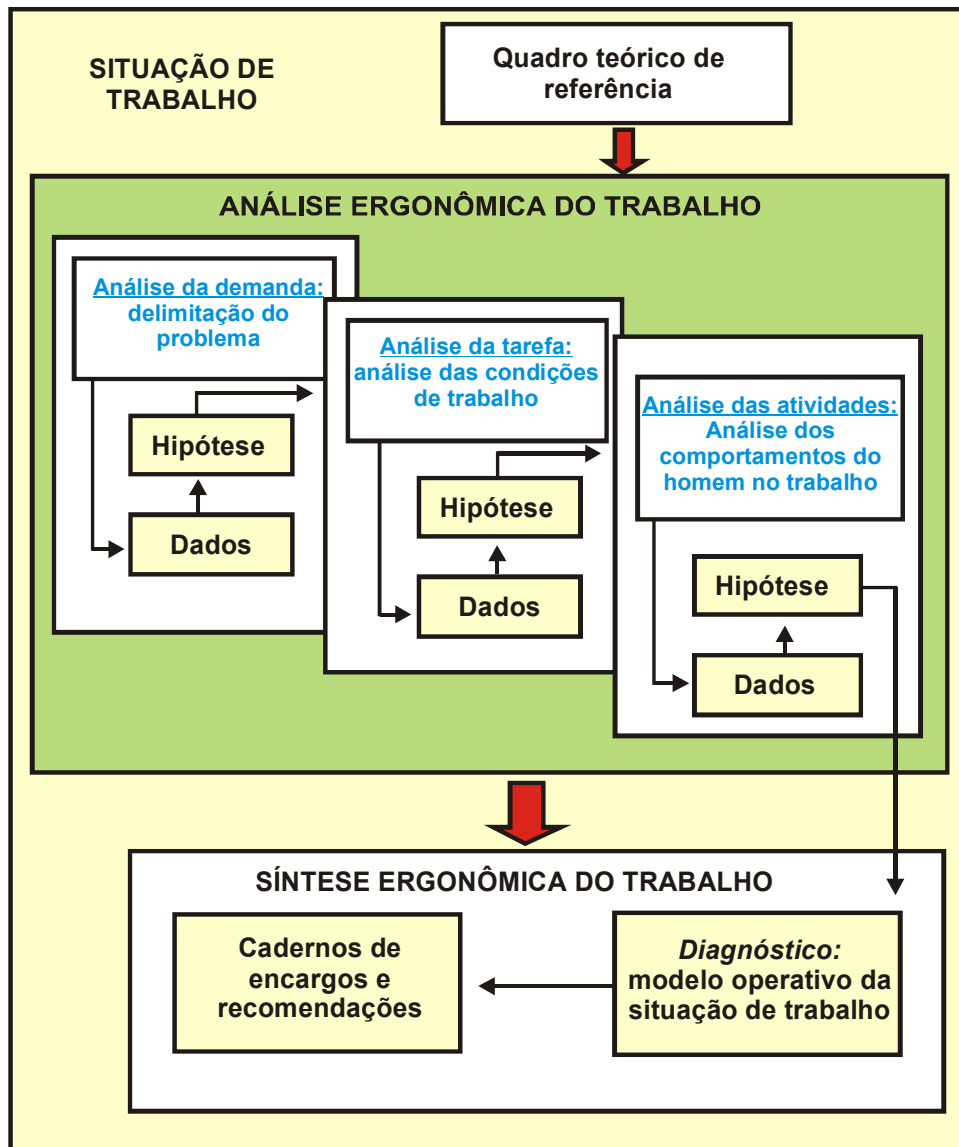 SITUAÇÃO DE
TRABALHO
Quadro teórico de
referência
ANÁLISE ERGONÔMICA DO TRABALHO
Análise da demanda:
delimitação do
problema
Hipótese
Dados
Análise da tarefa:
análise das condições
de trabalho
Hipótese
Dados
Análise das atividades:
Análise dos
comportamentos do
homem no trabalho
Hipótese
Dados
SÍNTESE ERGONÔMICA DO TRABALHO
Cadernos de
encargos e
recomendações
Diagnóstico:
modelo operativo da
situação de trabalho